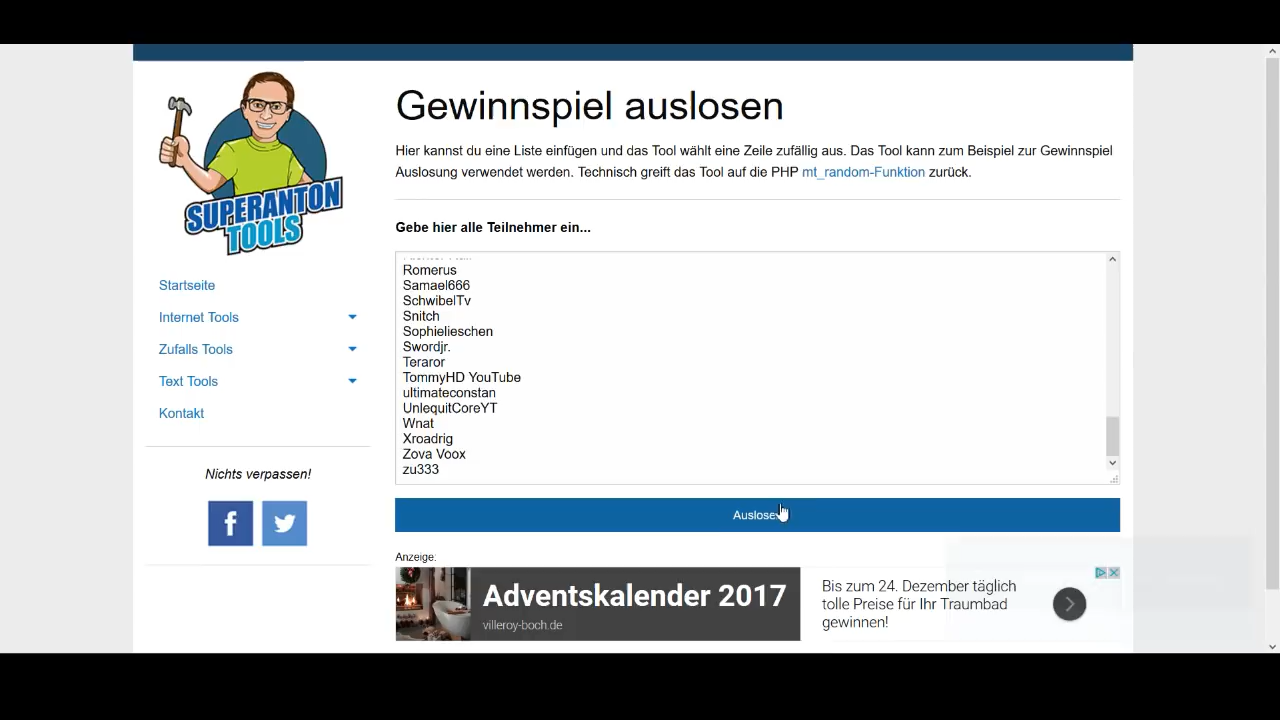 Gewinnspiel auslosen
Hier kannst du eine Liste einfügen und das Tool wählt eine Zeile zufällig aus. Das Tool kann zum Beispiel zur Gewinnspiel
Auslosung verwendet werden. Technisch greift das Tool auf die PHP mt_random-Funktion zurück.
SUPERANTON
TOOLS
Gebe hier alle Teilnehmer ein...
Romerus
Samael666
SchwibelTv
Snitch
Sophielieschen
Swordjr.
Teraror
TommyHD YouTube
ultimateconstan
UnlequitCoreYT
Wnat
Xroadrig
Zova Voox
zu333
Startseite
Internet Tools
Zufalls Tools
Text Tools
Kontakt
Nichts verpassen!
f
Anzeige:
Adventskalender 2017
villeroy-boch.de
Bis zum 24. Dezember täglich
tolle Preise für Ihr Traumbad
gewinnen!